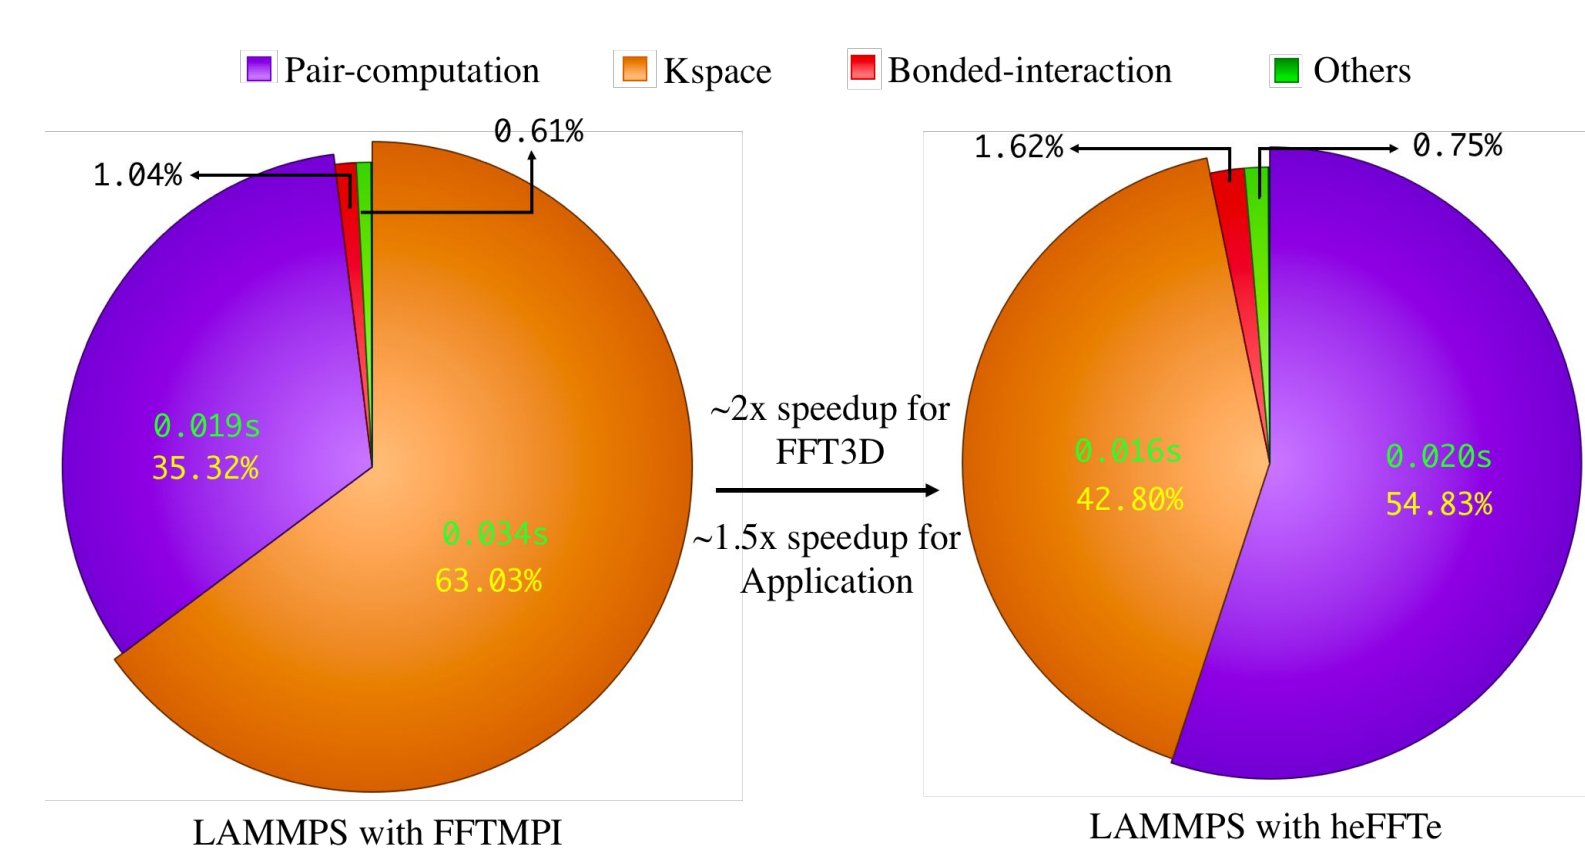 Pair-computation
Kspace
Bonded-interaction
Others
0.61%
1.04%
0.019s
35.32%
0.034s
63.03%
LAMMPS with FFTMPI
~2x speedup for
FFT3D
~1.5x speedup for
Application
1.62%
0.75%
0.016s
42.80%
0.020s
54.83%
LAMMPS with heFFTe